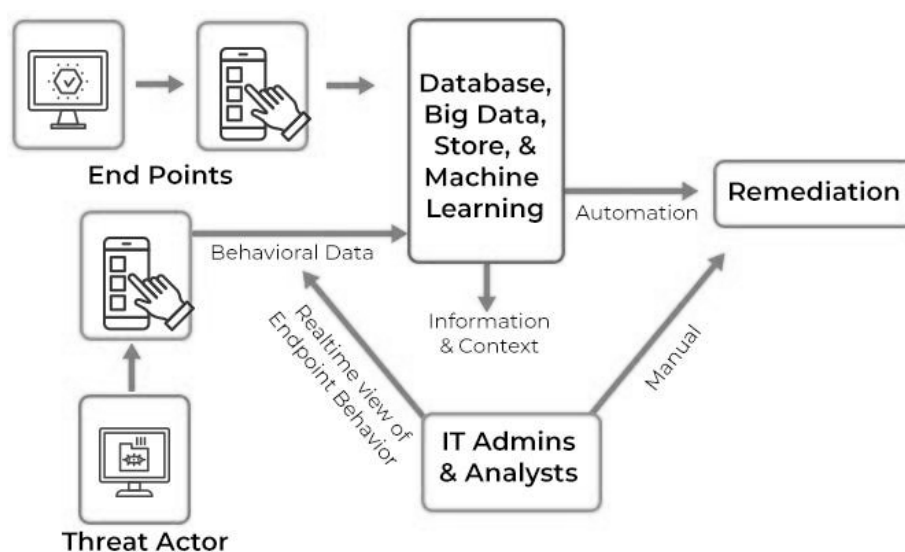 Database,
Big Data,
Store, &
Machine
Learning
End Points
Automation
Remediation
Behavioral Data
Information
& Context
Realtime view of
Endpoint Behavior
Manual
IT Admins
& Analysts
Threat Actor